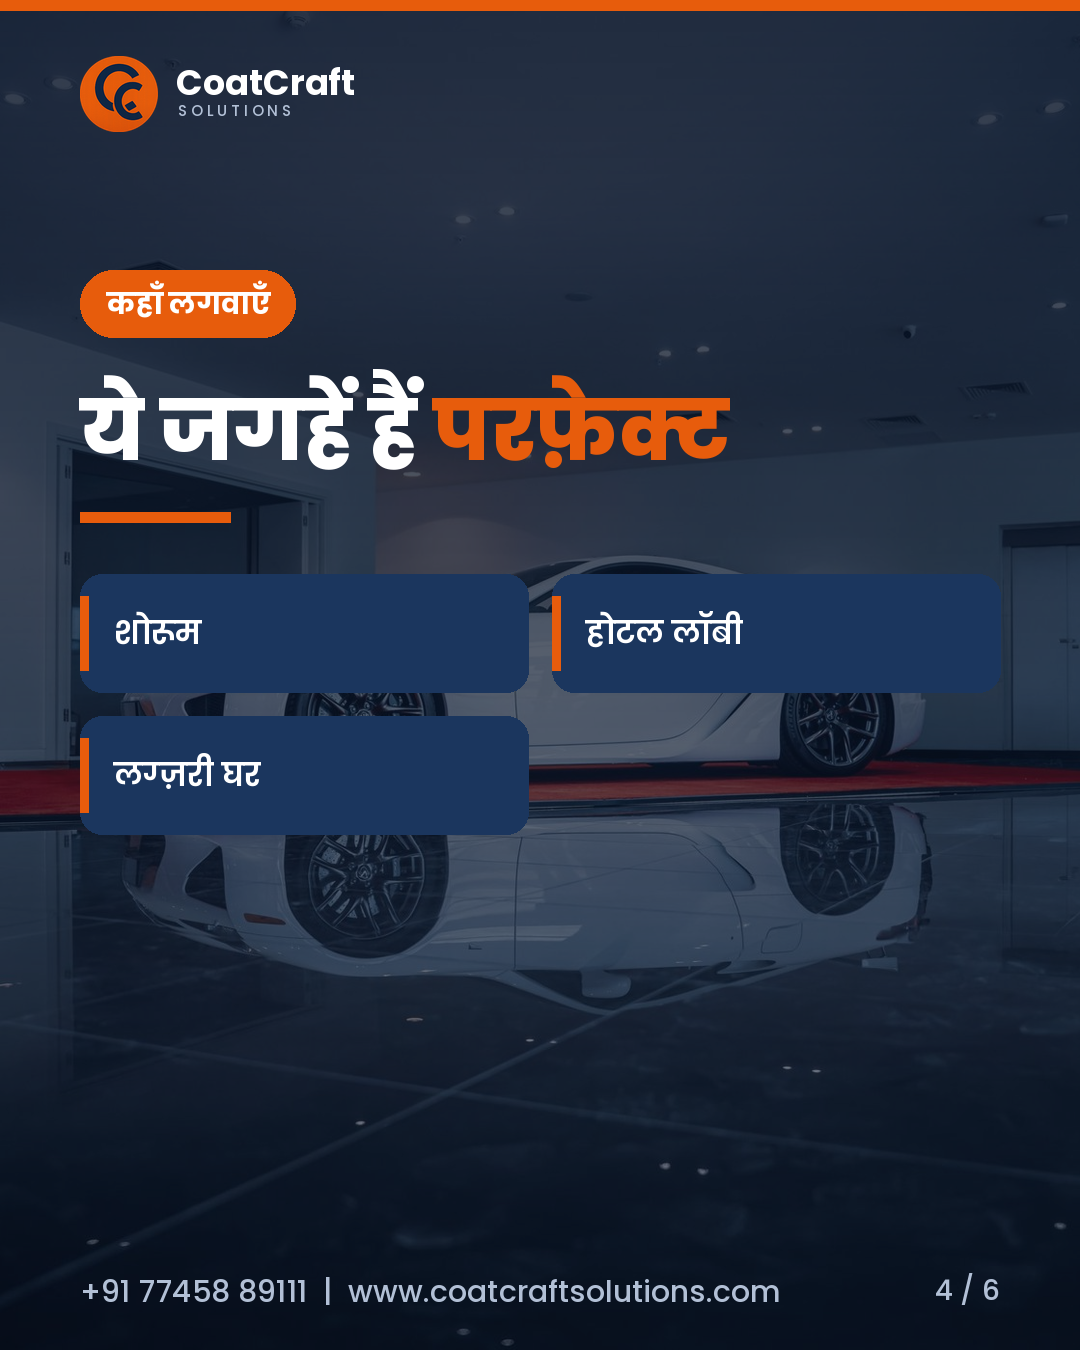 CoatCraft
SOLUTIONS
कहाँ लगवाएँ
ये जगहें हैं परफ़ेक्ट
शोरूम
होटल लॉबी
लग्ज़री घर
+91 77458 89111 | www.coatcraftsolutions.com
4 / 6